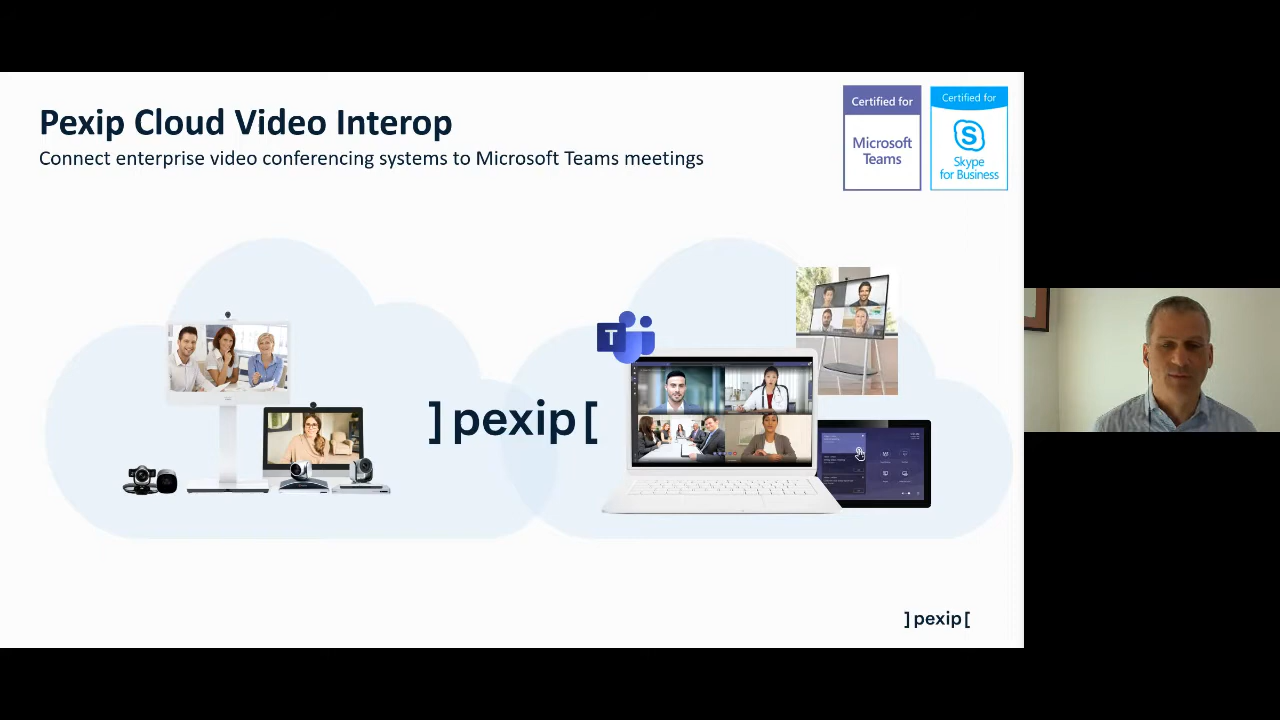 Pexip Cloud Video Interop
Connect enterprise video conferencing systems to Microsoft Teams meetings
Certified for
Microsoft
Teams
Certified for
S
Skype
for Business
T
]pexip[
]pexip[